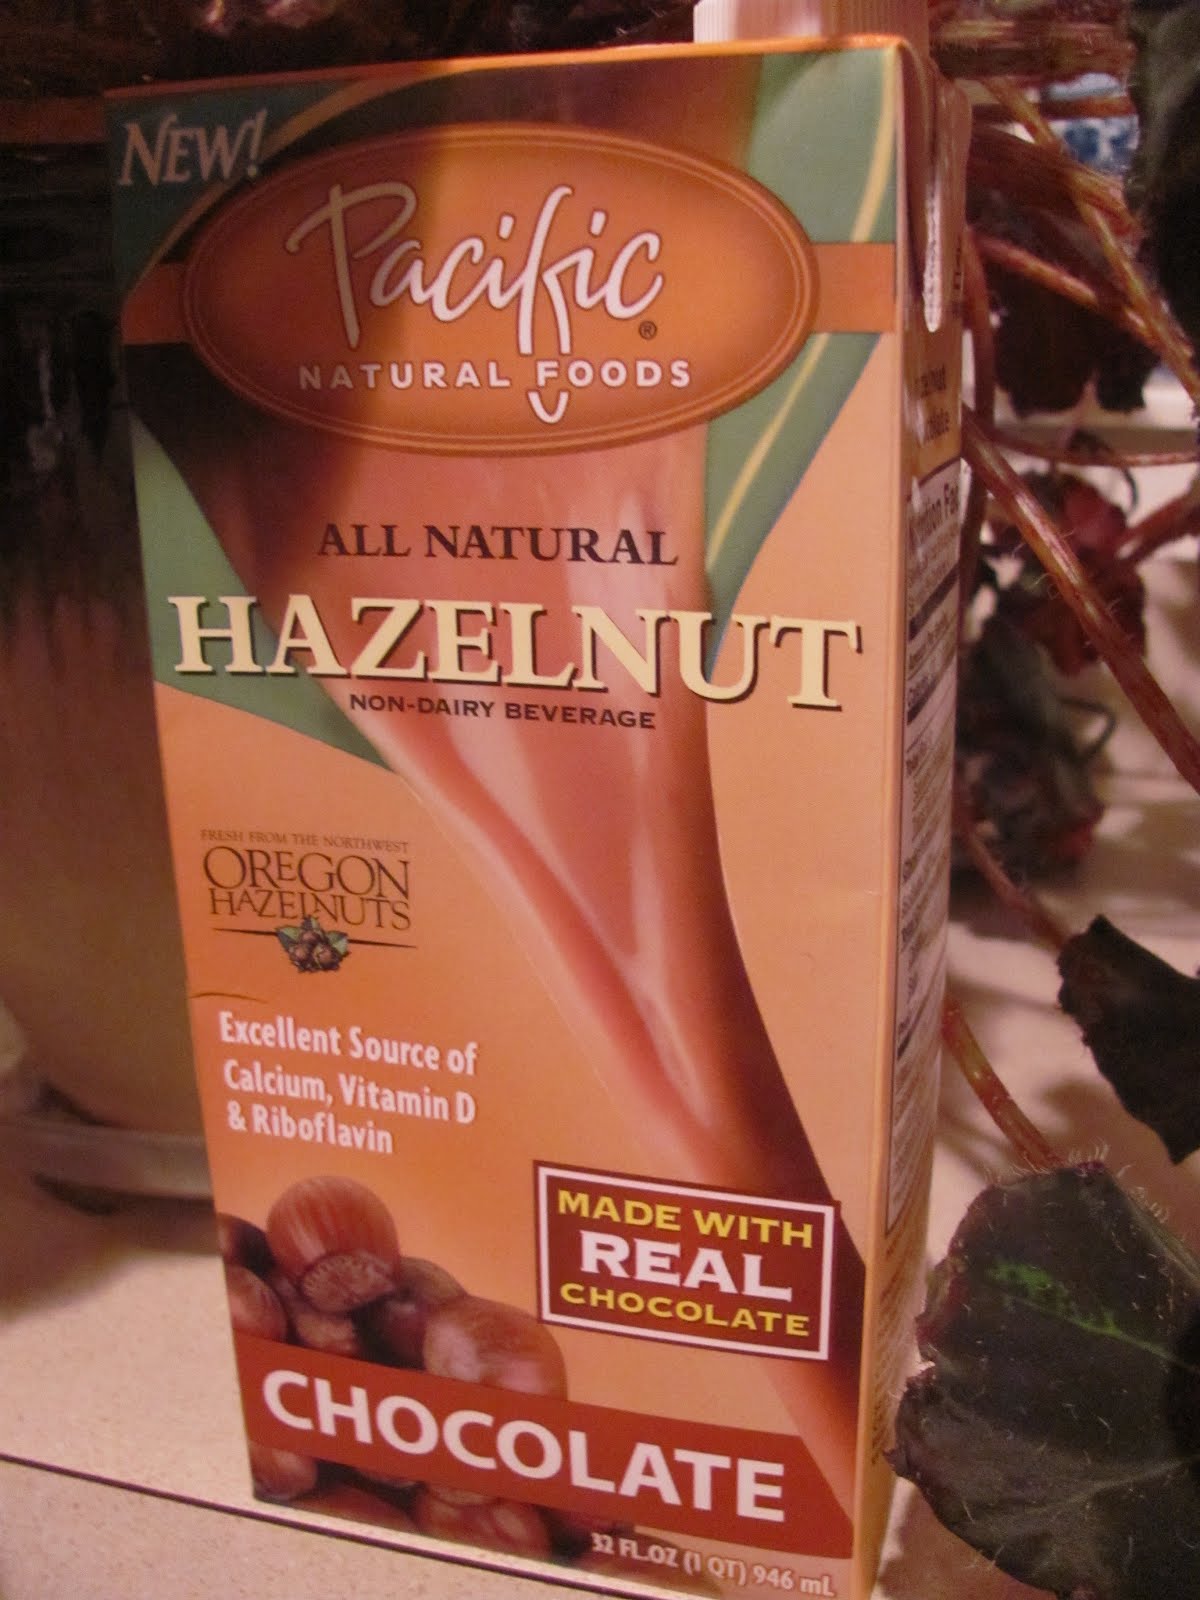 NEW!
Pacific®
NATURAL FOODS
ALL NATURAL
HAZELNUT
NON-DAIRY BEVERAGE
FRESH FROM THE NORTHWEST
OREGON
HAZELNUTS
Excellent Source of
Calcium, Vitamin D
& Riboflavin
MADE WITH
REAL
CHOCOLATE
CHOCOLATE
32 FL.OZ (1 QT) 946 mL